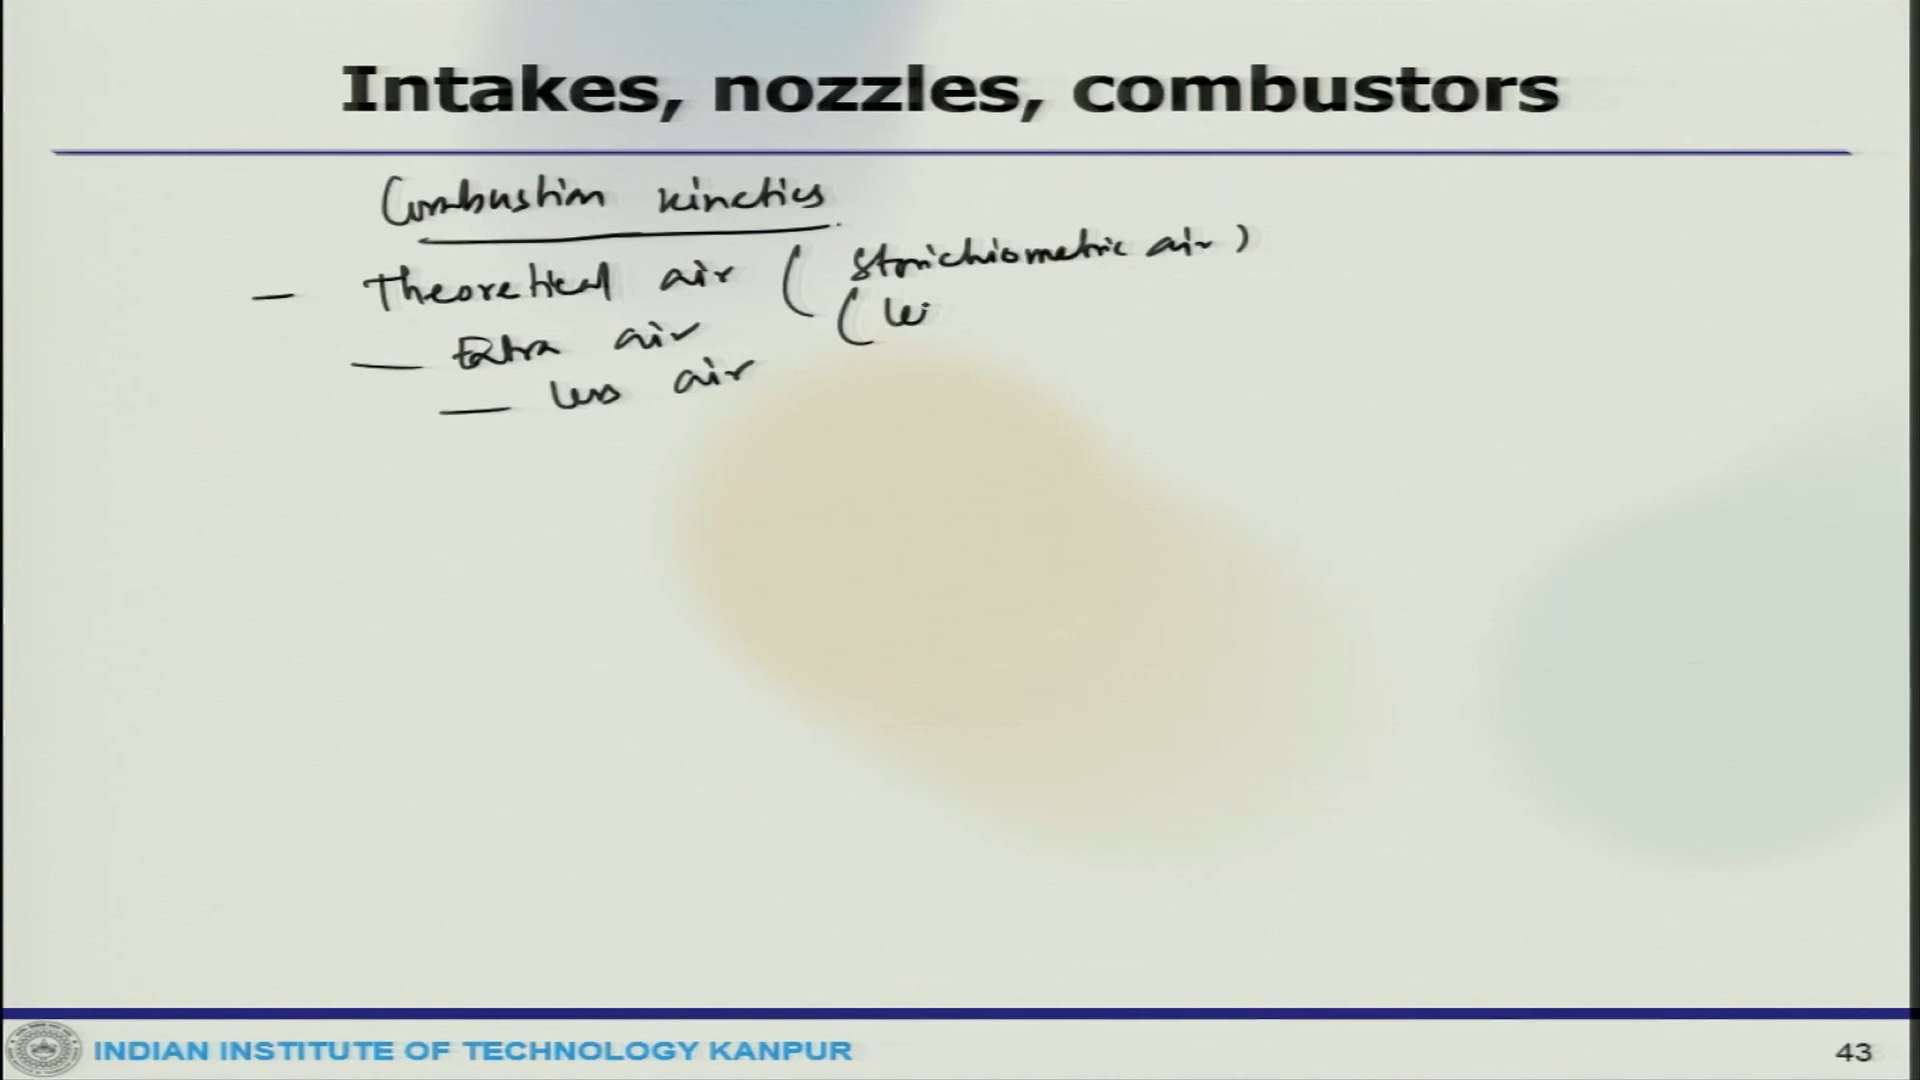 Intakes, nozzles, combustors
Combustion kinetics
— Theoretical air ( Stoichiometric air )
— Extra air (
— Less air
INDIAN INSTITUTE OF TECHNOLOGY KANPUR
43